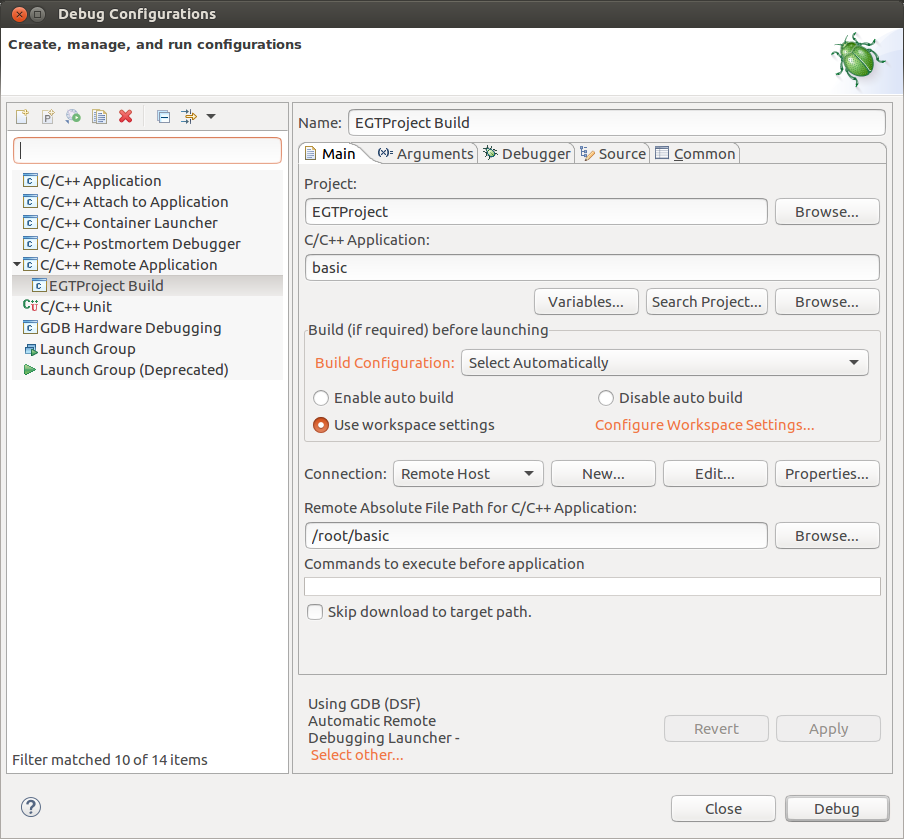 Debug Configurations
Create, manage, and run configurations
P
C/C++ Application
C/C++ Attach to Application
C/C++ Container Launcher
C/C++ Postmortem Debugger
C/C++ Remote Application
EGTProject Build
C/C++ Unit
GDB Hardware Debugging
Launch Group
Launch Group (Deprecated)
Filter matched 10 of 14 items
Name: EGTProject Build
Main (x)= Arguments Debugger Source Common
Project:
EGTProject Browse...
C/C++ Application:
basic
Variables... Search Project... Browse...
Build (if required) before launching
Build Configuration: Select Automatically
Enable auto build Disable auto build
Use workspace settings Configure Workspace Settings...
Connection: Remote Host New... Edit... Properties...
Remote Absolute File Path for C/C++ Application:
/root/basic Browse...
Commands to execute before application
Skip download to target path.
Using GDB (DSF)
Automatic Remote
Debugging Launcher -
Select other...
Revert Apply
? Close Debug